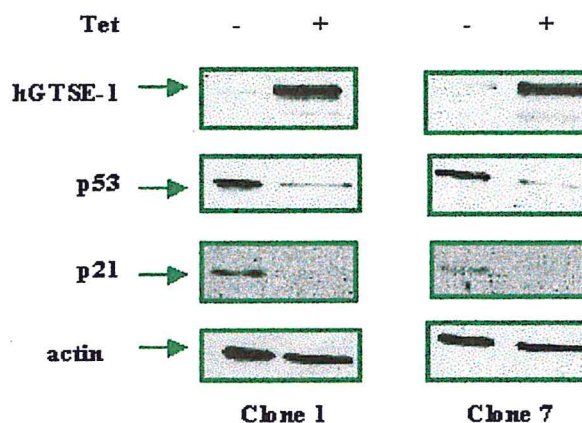 Tet - + - +
hGTSE-1
p53
p21
actin
Clone 1 Clone 7